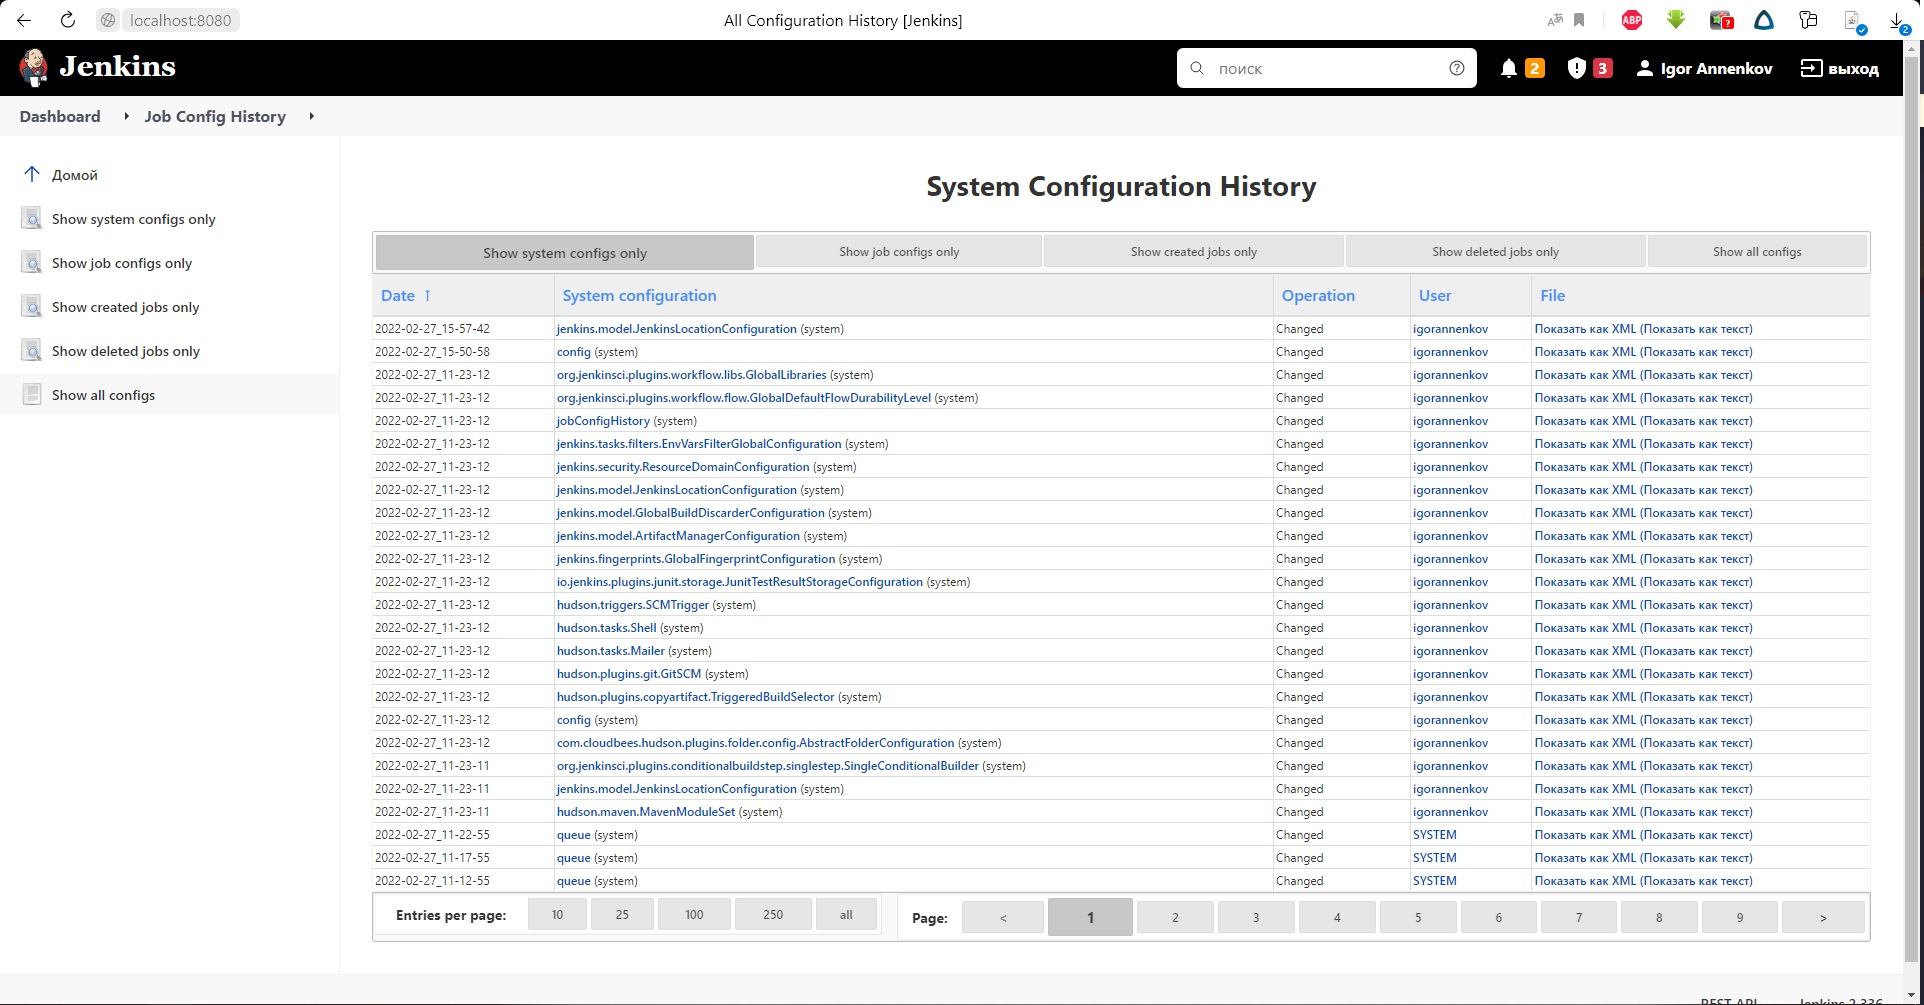 localhost:8080
All Configuration History [Jenkins]
ABP
?
2
Jenkins
поиск
2
3
Igor Annenkov
выход
Dashboard
Job Config History
Домой
Show system configs only
Show job configs only
Show created jobs only
Show deleted jobs only
Show all configs
System Configuration History
Show system configs only Show job configs only Show created jobs only Show deleted jobs only Show all configs
Date ↑ System configuration Operation User File
2022-02-27_15-57-42 jenkins.model.JenkinsLocationConfiguration (system) Changed igorannenkov Показать как XML (Показать как текст)
2022-02-27_15-50-58 config (system) Changed igorannenkov Показать как XML (Показать как текст)
2022-02-27_11-23-12 org.jenkinsci.plugins.workflow.libs.GlobalLibraries (system) Changed igorannenkov Показать как XML (Показать как текст)
2022-02-27_11-23-12 org.jenkinsci.plugins.workflow.flow.GlobalDefaultFlowDurabilityLevel (system) Changed igorannenkov Показать как XML (Показать как текст)
2022-02-27_11-23-12 jobConfigHistory (system) Changed igorannenkov Показать как XML (Показать как текст)
2022-02-27_11-23-12 jenkins.tasks.filters.EnvVarsFilterGlobalConfiguration (system) Changed igorannenkov Показать как XML (Показать как текст)
2022-02-27_11-23-12 jenkins.security.ResourceDomainConfiguration (system) Changed igorannenkov Показать как XML (Показать как текст)
2022-02-27_11-23-12 jenkins.model.JenkinsLocationConfiguration (system) Changed igorannenkov Показать как XML (Показать как текст)
2022-02-27_11-23-12 jenkins.model.GlobalBuildDiscarderConfiguration (system) Changed igorannenkov Показать как XML (Показать как текст)
2022-02-27_11-23-12 jenkins.model.ArtifactManagerConfiguration (system) Changed igorannenkov Показать как XML (Показать как текст)
2022-02-27_11-23-12 jenkins.fingerprints.GlobalFingerprintConfiguration (system) Changed igorannenkov Показать как XML (Показать как текст)
2022-02-27_11-23-12 io.jenkins.plugins.junit.storage.JunitTestResultStorageConfiguration (system) Changed igorannenkov Показать как XML (Показать как текст)
2022-02-27_11-23-12 hudson.triggers.SCMTrigger (system) Changed igorannenkov Показать как XML (Показать как текст)
2022-02-27_11-23-12 hudson.tasks.Shell (system) Changed igorannenkov Показать как XML (Показать как текст)
2022-02-27_11-23-12 hudson.tasks.Mailer (system) Changed igorannenkov Показать как XML (Показать как текст)
2022-02-27_11-23-12 hudson.plugins.git.GitSCM (system) Changed igorannenkov Показать как XML (Показать как текст)
2022-02-27_11-23-12 hudson.plugins.copyartifact.TriggeredBuildSelector (system) Changed igorannenkov Показать как XML (Показать как текст)
2022-02-27_11-23-12 config (system) Changed igorannenkov Показать как XML (Показать как текст)
2022-02-27_11-23-12 com.cloudbees.hudson.plugins.folder.config.AbstractFolderConfiguration (system) Changed igorannenkov Показать как XML (Показать как текст)
2022-02-27_11-23-11 org.jenkinsci.plugins.conditionalbuildstep.singlestep.SingleConditionalBuilder (system) Changed igorannenkov Показать как XML (Показать как текст)
2022-02-27_11-23-11 jenkins.model.JenkinsLocationConfiguration (system) Changed igorannenkov Показать как XML (Показать как текст)
2022-02-27_11-23-11 hudson.maven.MavenModuleSet (system) Changed igorannenkov Показать как XML (Показать как текст)
2022-02-27_11-22-55 queue (system) Changed SYSTEM Показать как XML (Показать как текст)
2022-02-27_11-17-55 queue (system) Changed SYSTEM Показать как XML (Показать как текст)
2022-02-27_11-12-55 queue (system) Changed SYSTEM Показать как XML (Показать как текст)
Entries per page: 10 25 100 250 all Page: < 1 2 3 4 5 6 7 8 9 >
REST API Jenkins 2.336